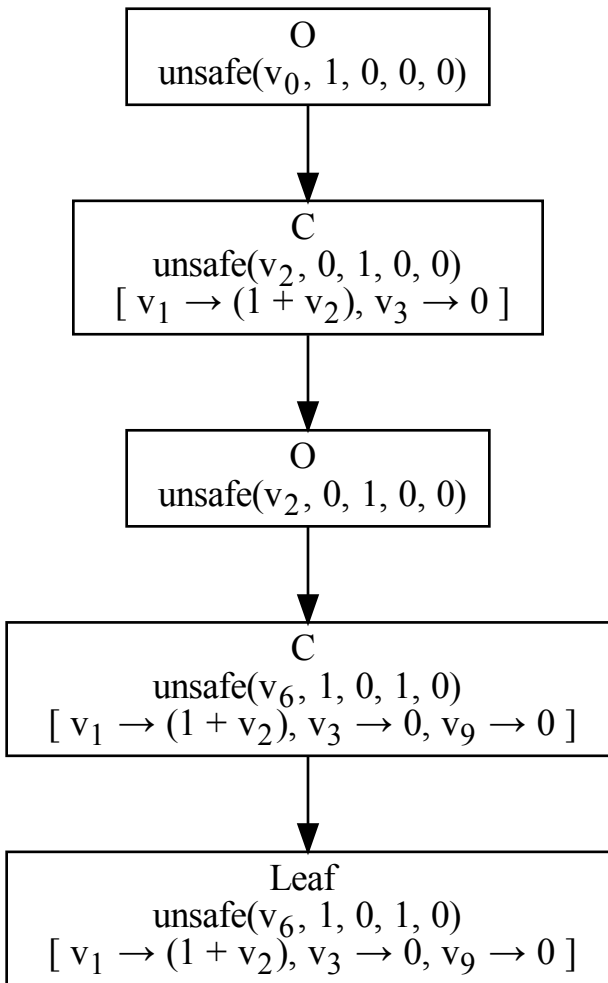 O
unsafe(v₀, 1, 0, 0, 0)
C
unsafe(v₂, 0, 1, 0, 0)
[ v₁ → (1 + v₂), v₃ → 0 ]
O
unsafe(v₂, 0, 1, 0, 0)
C
unsafe(v₆, 1, 0, 1, 0)
[ v₁ → (1 + v₂), v₃ → 0, v₉ → 0 ]
Leaf
unsafe(v₆, 1, 0, 1, 0)
[ v₁ → (1 + v₂), v₃ → 0, v₉ → 0 ]